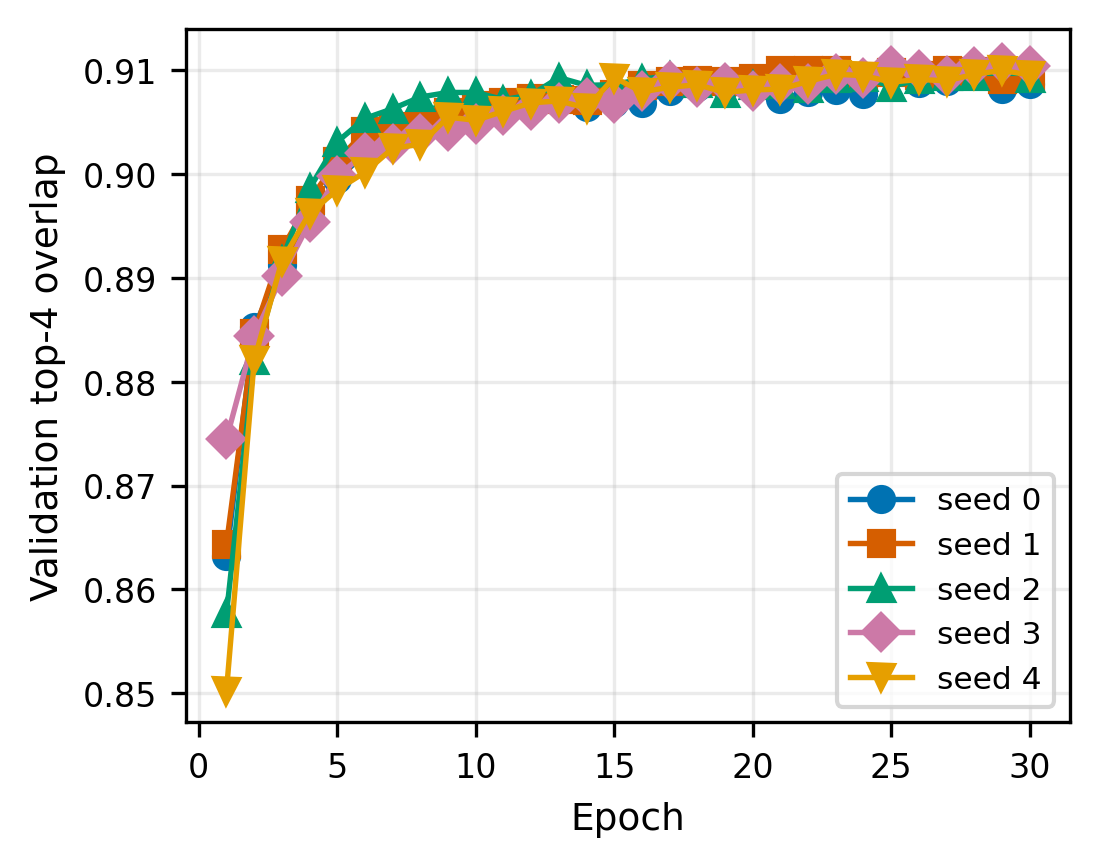 Validation top-4 overlap
0.91
0.90
0.89
0.88
0.87
0.86
0.85
seed 0
seed 1
seed 2
seed 3
seed 4
0 5 10 15 20 25 30
Epoch